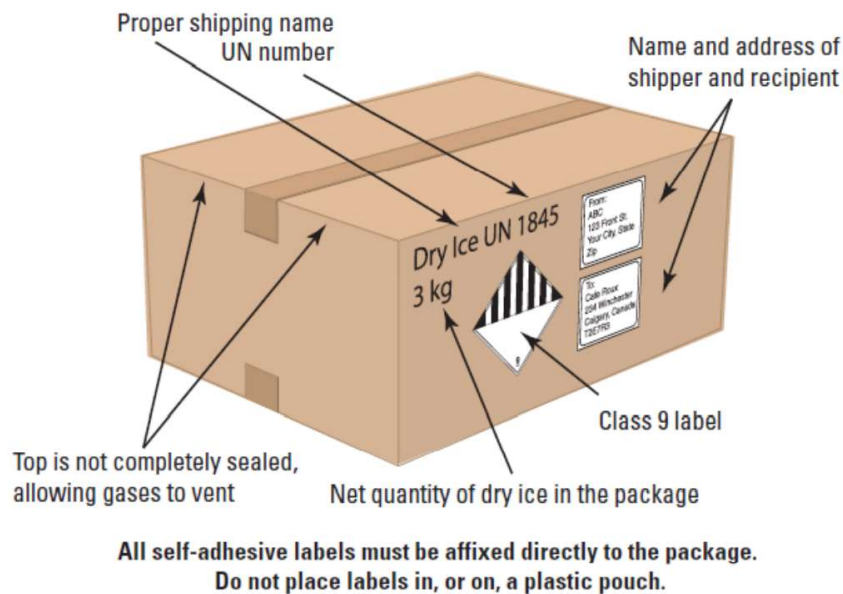 Proper shipping name
UN number
Name and address of
shipper and recipient
Dry Ice UN 1845
3 kg
From:
ABC
123 Front St.
Your City, State
Zip
To:
Cafe Roux
234 Winchester
Calgary, Canada
T2E7R3
9
Class 9 label
Top is not completely sealed,
allowing gases to vent
Net quantity of dry ice in the package
All self-adhesive labels must be affixed directly to the package.
Do not place labels in, or on, a plastic pouch.